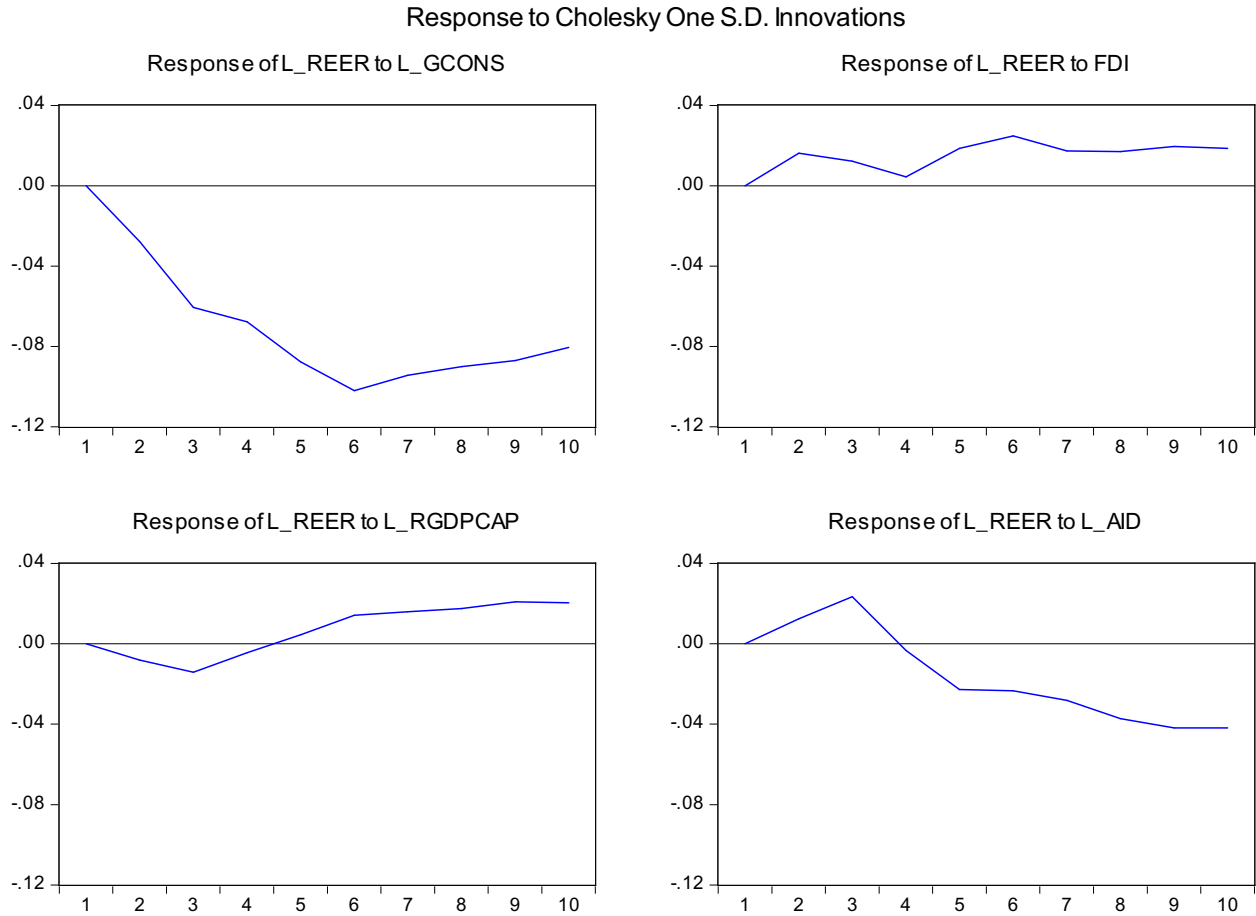 Response to Cholesky One S.D. Innovations
Response of L_REER to L_GCONS
.04
.00
-.04
-.08
-.12
1 2 3 4 5 6 7 8 9 10
Response of L_REER to FDI
.04
.00
-.04
-.08
-.12
1 2 3 4 5 6 7 8 9 10
Response of L_REER to L_RGDPCAP
.04
.00
-.04
-.08
-.12
1 2 3 4 5 6 7 8 9 10
Response of L_REER to L_AID
.04
.00
-.04
-.08
-.12
1 2 3 4 5 6 7 8 9 10